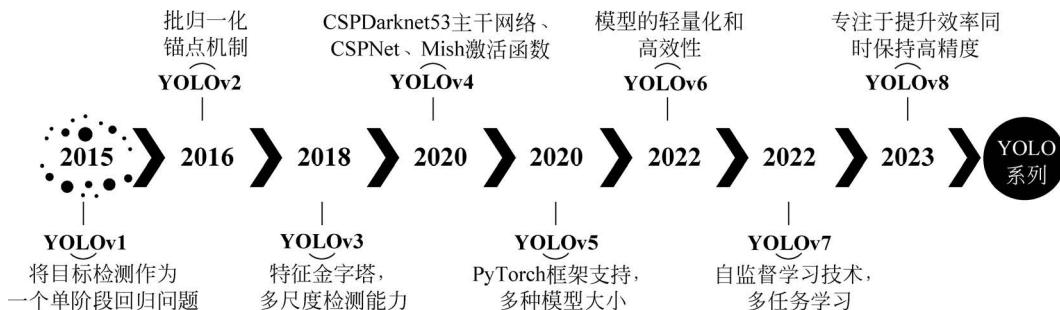 批归一化
锚点机制
YOLOv2
CSPDarknet53主干网络、
CSPNet、Mish激活函数
YOLOv4
模型的轻量化和
高效性
YOLOv6
专注于提升效率同
时保持高精度
YOLOv8
2015
2016
2018
2020
2020
2022
2022
2023
YOLO
系列
YOLOv1
将目标检测作为
一个单阶段回归问题
YOLOv3
特征金字塔，
多尺度检测能力
YOLOv5
PyTorch框架支持，
多种模型大小
YOLOv7
自监督学习技术，
多任务学习